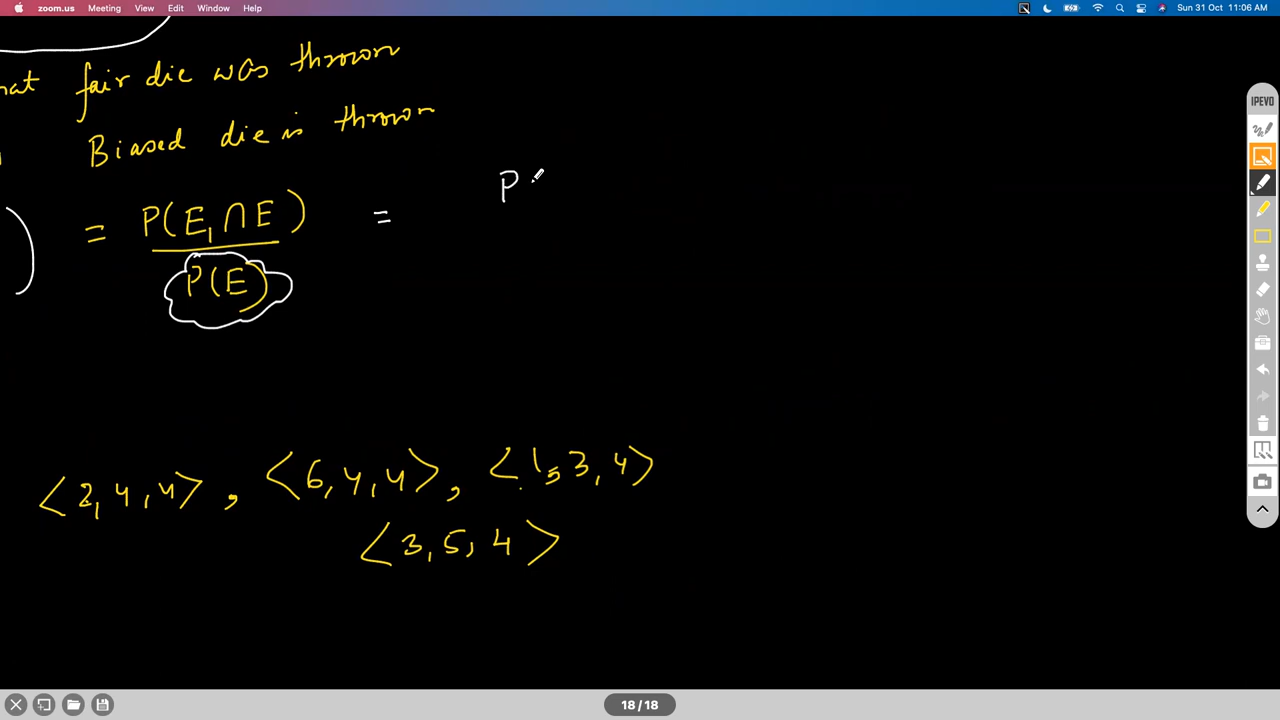 zoom.us Meeting View Edit Window Help Sun 31 Oct 11:06 AM
hat fair die was thrown
Biased die is thrown
) = P(E₁∩E) / P(E) = P
<2,4,4>, <6,4,4>, <1,3,4>
<3,5,4>
IPEVO
18/18